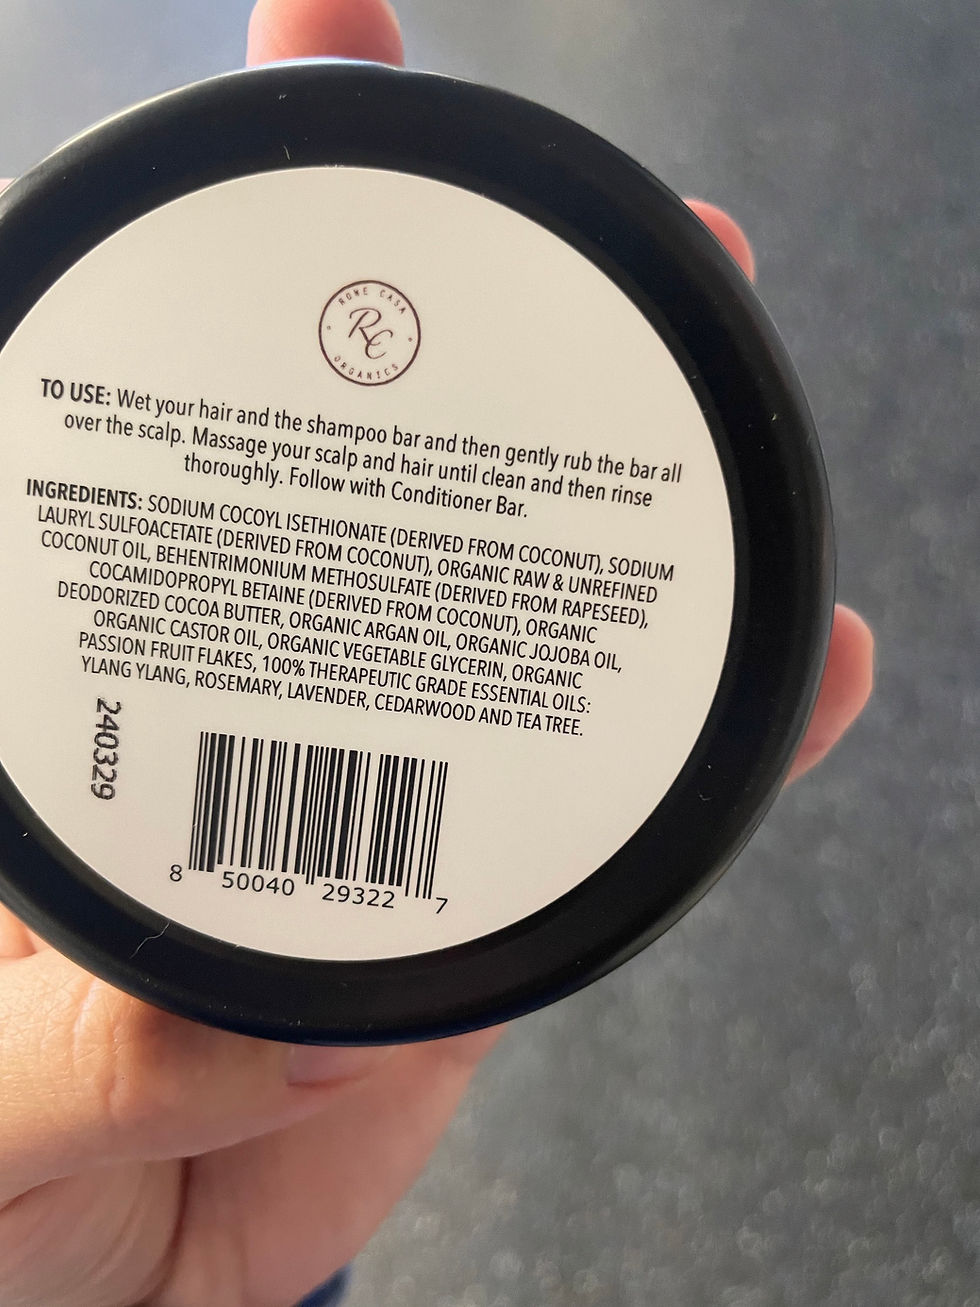 RONE CASA
RC
ORGANICS
TO USE: Wet your hair and the shampoo bar and then gently rub the bar all
over the scalp. Massage your scalp and hair until clean and then rinse
thoroughly. Follow with Conditioner Bar.
INGREDIENTS: SODIUM COCOYL ISETHIONATE (DERIVED FROM COCONUT), SODIUM
LAURYL SULFOACETATE (DERIVED FROM COCONUT), ORGANIC RAW & UNREFINED
COCONUT OIL, BEHENTRIMONIUM METHOSULFATE (DERIVED FROM RAPESEED),
COCAMIDOPROPYL BETAINE (DERIVED FROM COCONUT), ORGANIC
DEODORIZED COCOA BUTTER, ORGANIC ARGAN OIL, ORGANIC JOJOBA OIL,
ORGANIC CASTOR OIL, ORGANIC VEGETABLE GLYCERIN, ORGANIC
PASSION FRUIT FLAKES, 100% THERAPEUTIC GRADE ESSENTIAL OILS:
YLANG YLANG, ROSEMARY, LAVENDER, CEDARWOOD AND TEA TREE.
240329
8 50040 29322 7